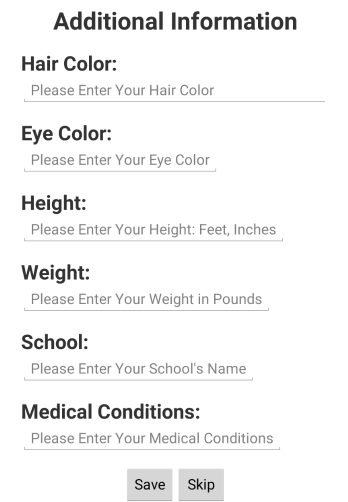 Additional Information
Hair Color:
Please Enter Your Hair Color
Eye Color:
Please Enter Your Eye Color
Height:
Please Enter Your Height: Feet, Inches
Weight:
Please Enter Your Weight in Pounds
School:
Please Enter Your School's Name
Medical Conditions:
Please Enter Your Medical Conditions
Save Skip